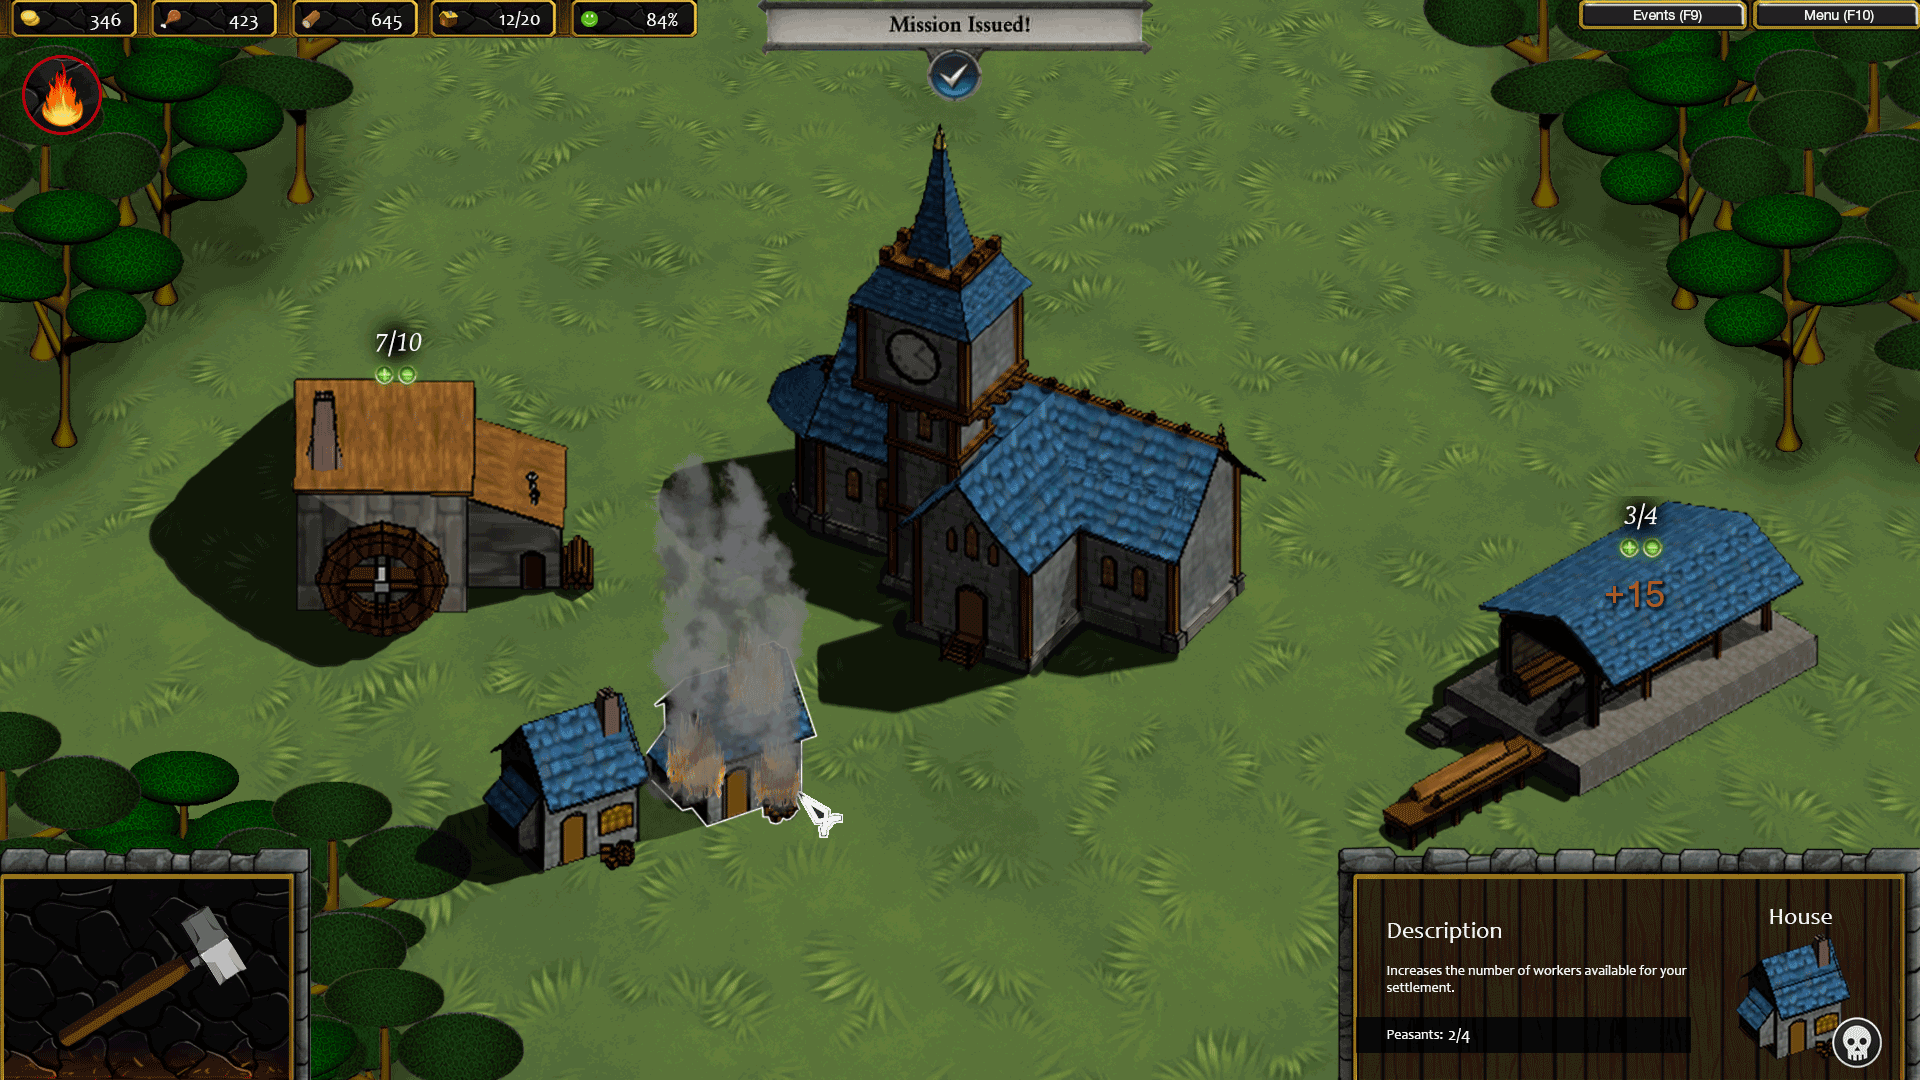 346
423
645
12/20
84%
Mission Issued!
Events (F9)
Menu (F10)
7/10
3/4
+15
House
Description
Increases the number of workers available for your
settlement.
Peasants: 2/4